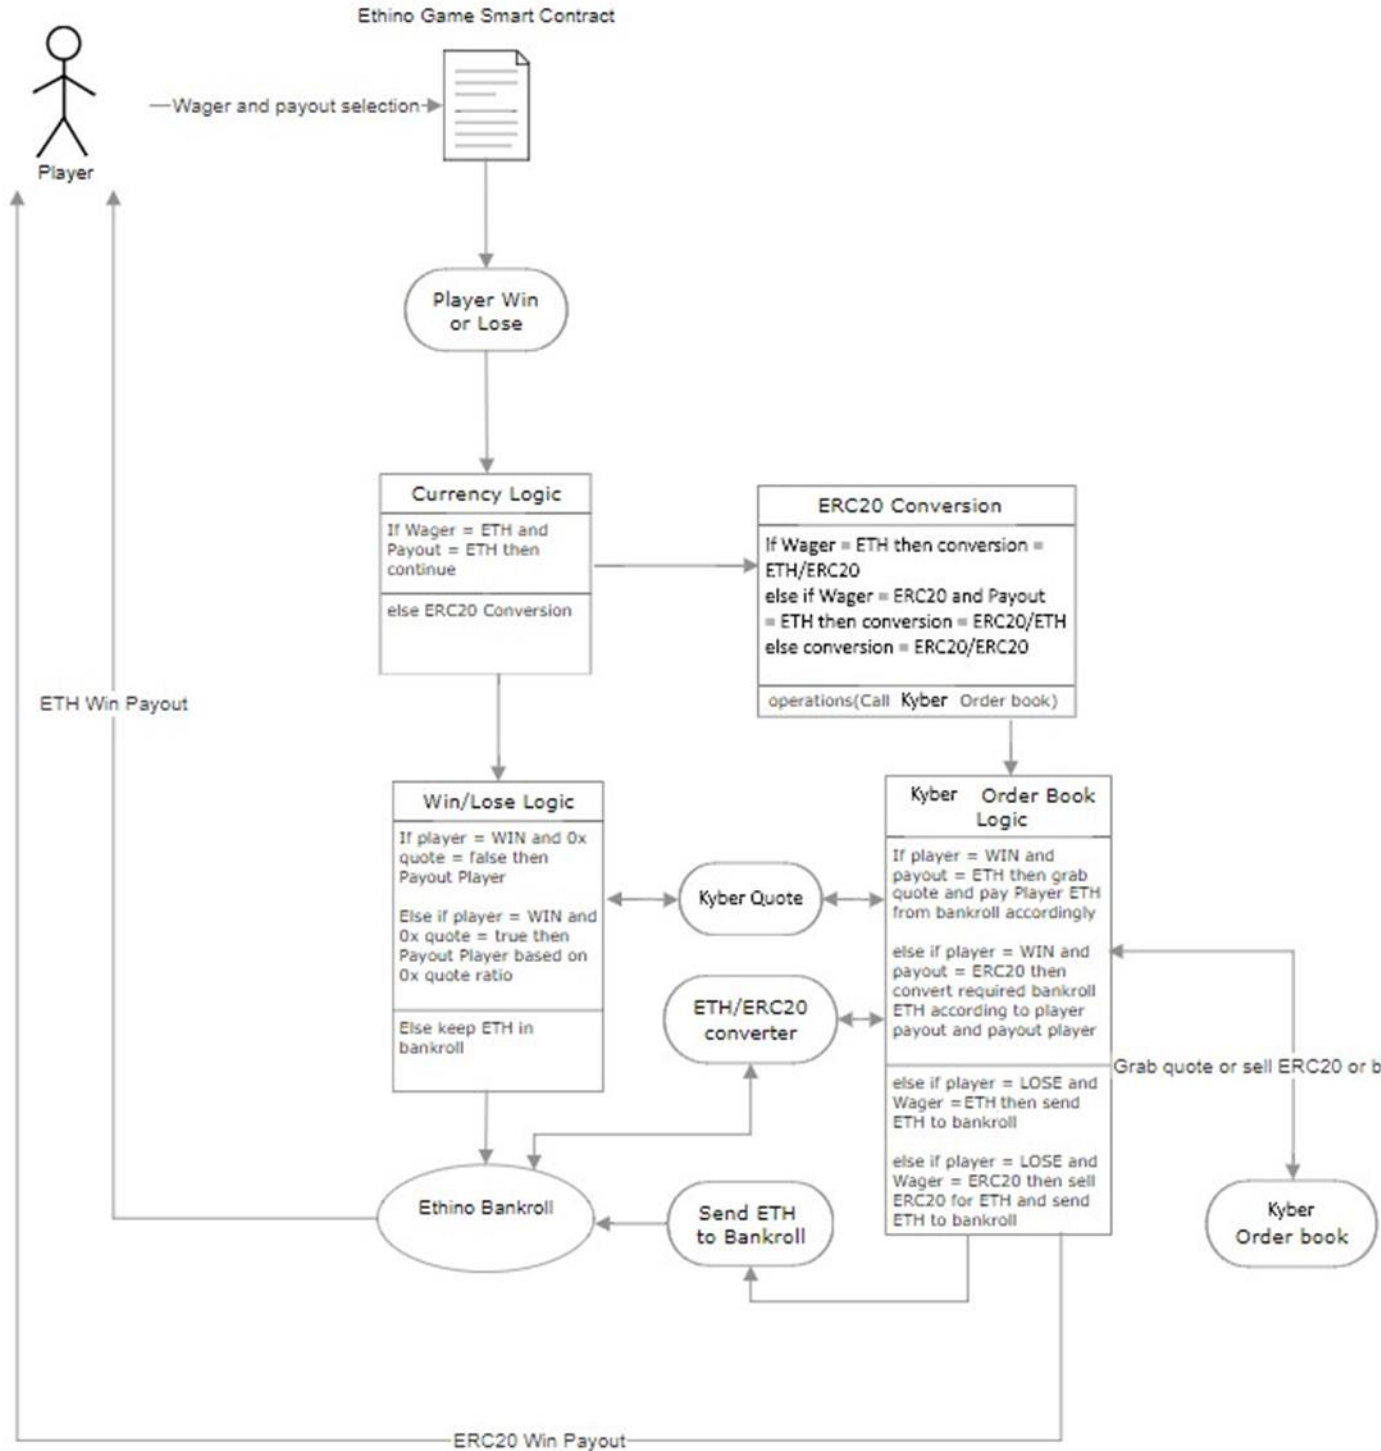 Ethino Game Smart Contract
Wager and payout selection
Player
Player Win
or Lose
Currency Logic
If Wager = ETH and
Payout = ETH then
continue
else ERC20 Conversion
ERC20 Conversion
If Wager = ETH then conversion =
ETH/ERC20
else if Wager = ERC20 and Payout
= ETH then conversion = ERC20/ETH
else conversion = ERC20/ERC20
operations(Call Kyber Order book)
ETH Win Payout
Win/Lose Logic
If player = WIN and 0x
quote = false then
Payout Player
Else if player = WIN and
0x quote = true then
Payout Player based on
0x quote ratio
Else keep ETH in
bankroll
Kyber Quote
ETH/ERC20
converter
Kyber Order Book
Logic
If player = WIN and
payout = ETH then grab
quote and pay Player ETH
from bankroll accordingly
else if player = WIN and
payout = ERC20 then
convert required bankroll
ETH according to player
payout and payout player
else if player = LOSE and
Wager =ETH then send
ETH to bankroll
else if player = LOSE and
Wager = ERC20 then sell
ERC20 for ETH and send
ETH to bankroll
Grab quote or sell ERC20 or b
Ethino Bankroll
Send ETH
to Bankroll
Kyber
Order book
ERC20 Win Payout